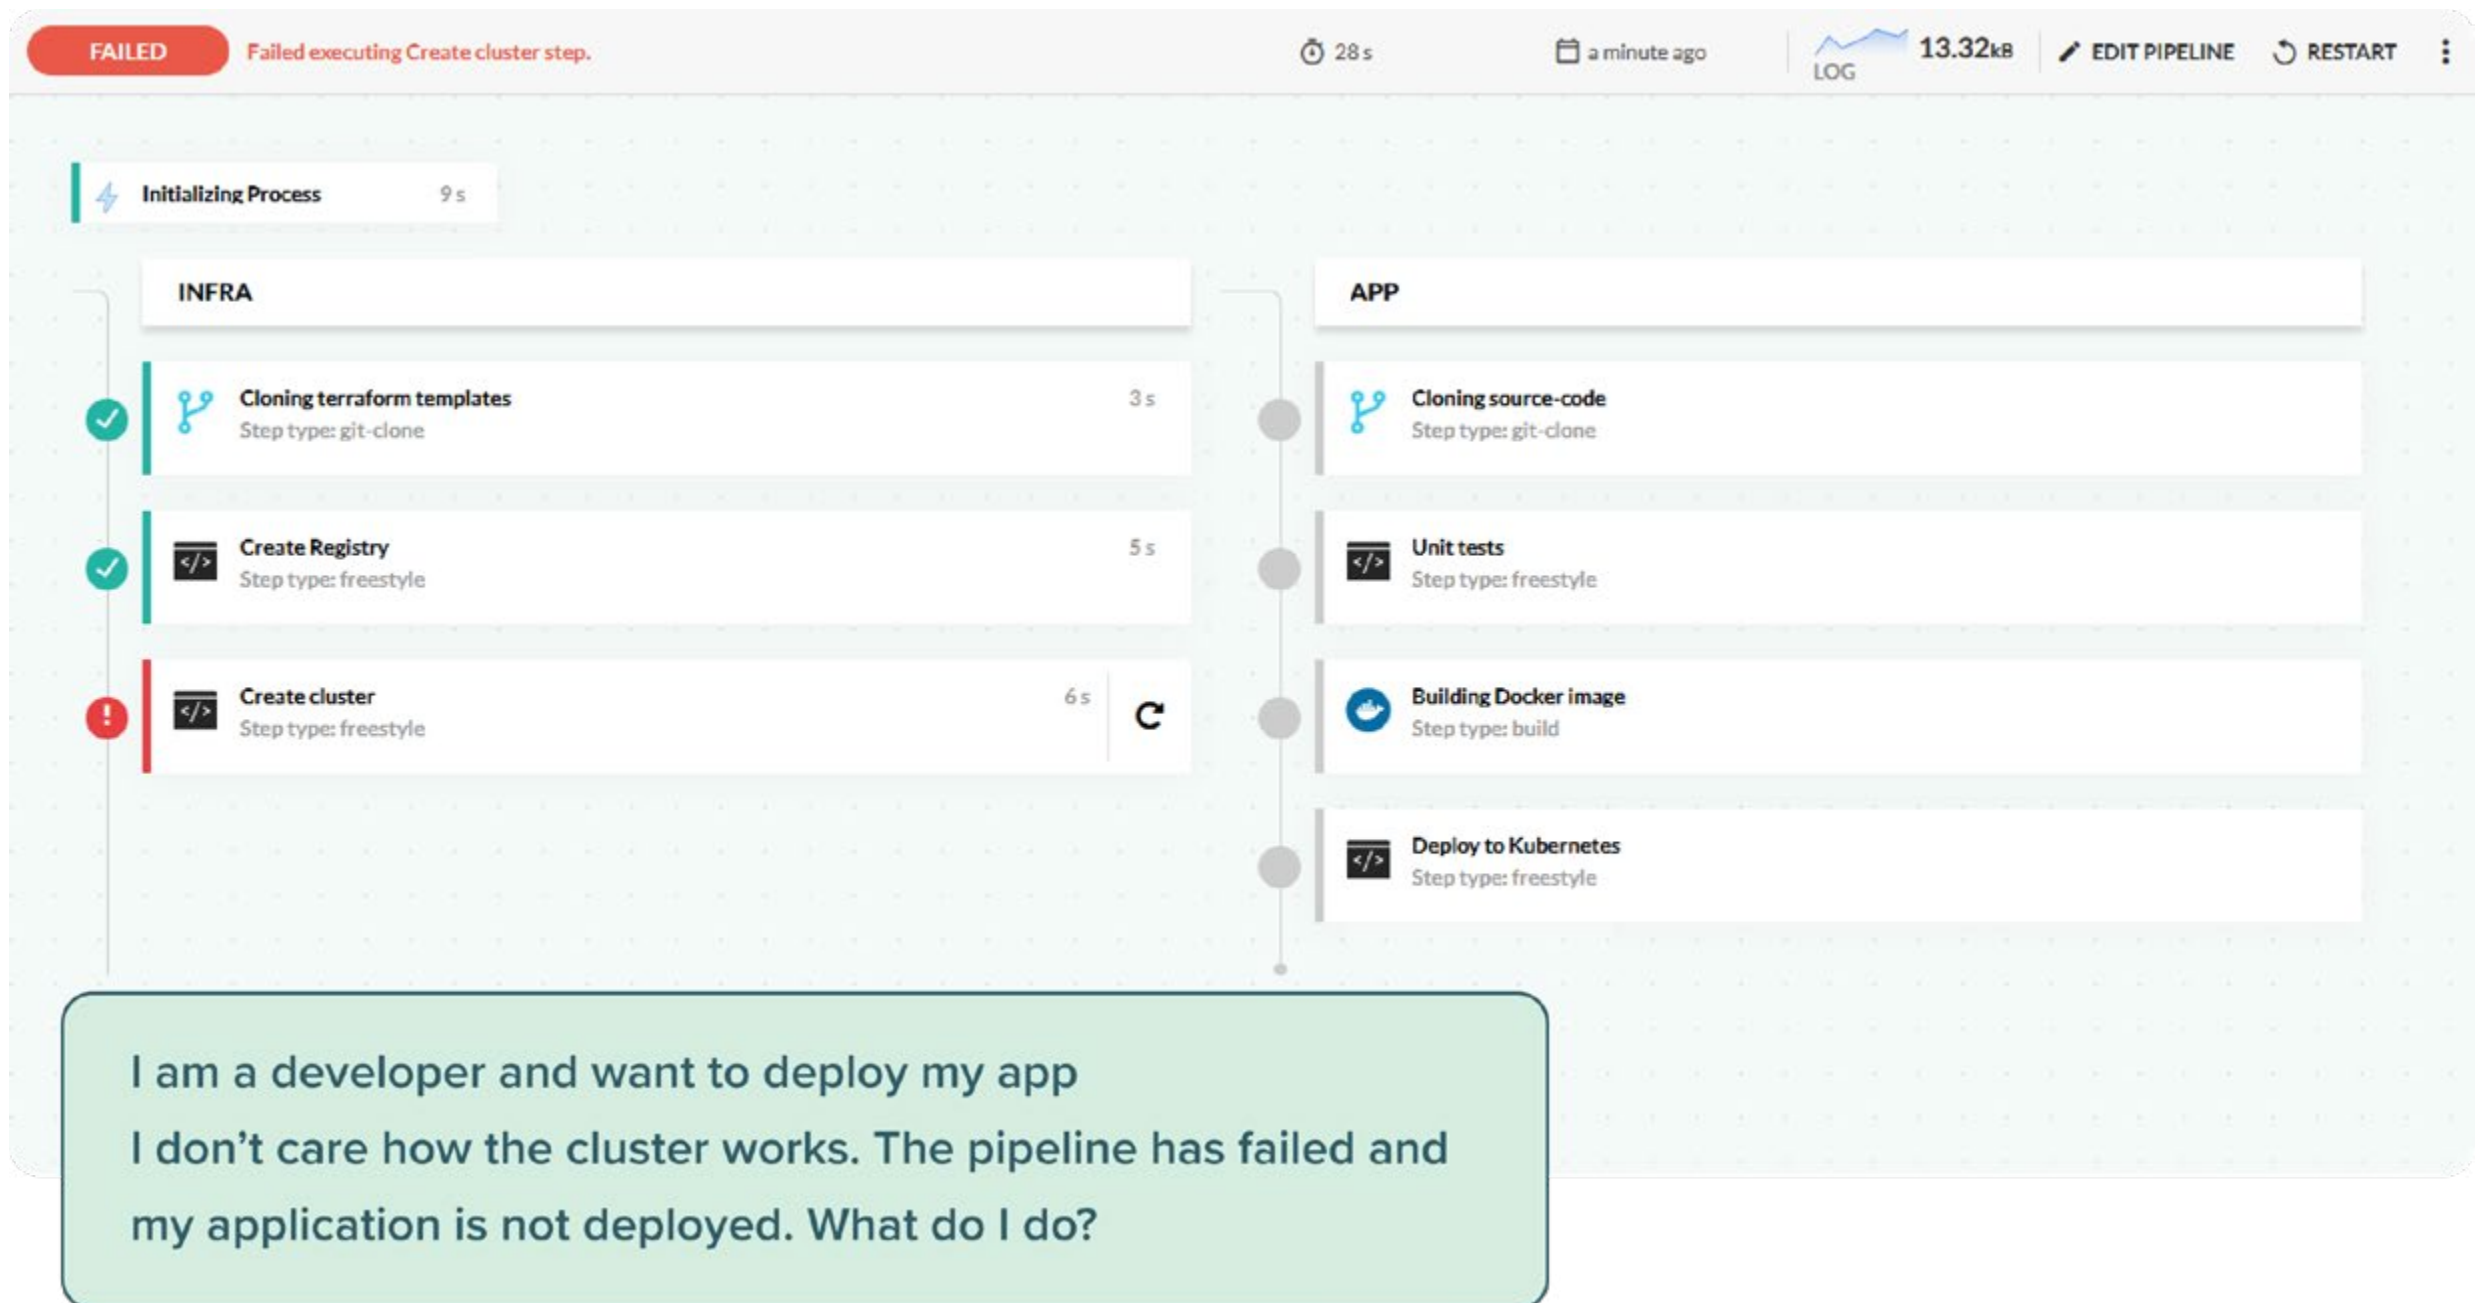 FAILED
Failed executing Create cluster step.
28 s
a minute ago
LOG
13.32kB
EDIT PIPELINE
RESTART
Initializing Process
9 s
INFRA
Cloning terraform templates
3 s
Step type: git-clone
</>
Create Registry
5 s
Step type: freestyle
</>
Create cluster
6 s
Step type: freestyle
APP
Cloning source-code
Step type: git-clone
</>
Unit tests
Step type: freestyle
Building Docker image
Step type: build
</>
Deploy to Kubernetes
Step type: freestyle
I am a developer and want to deploy my app
I don’t care how the cluster works. The pipeline has failed and
my application is not deployed. What do I do?